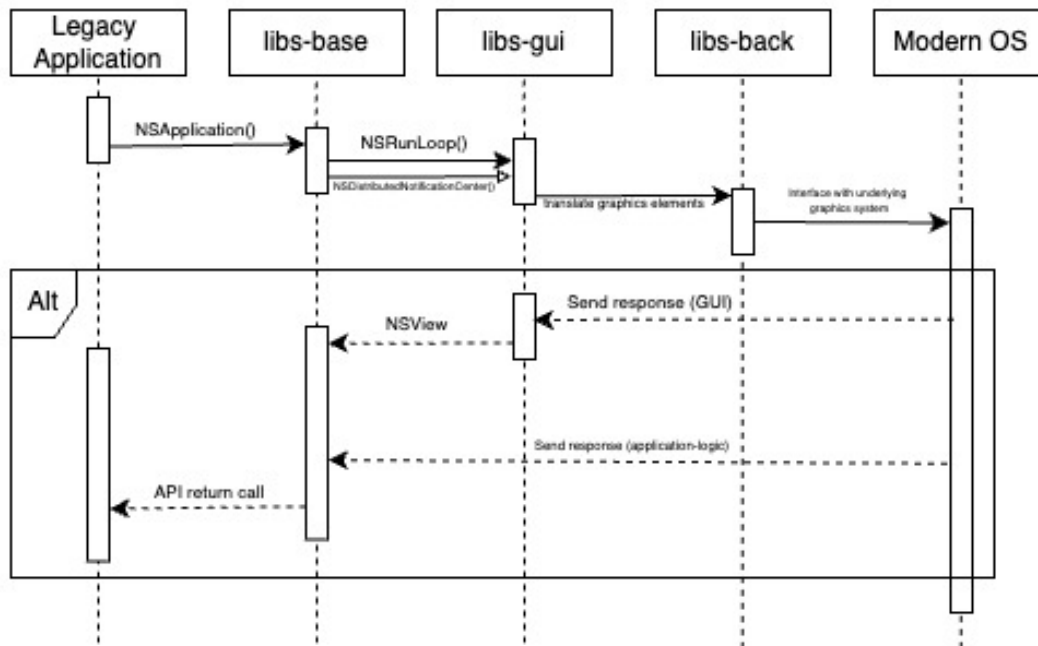 Legacy
Application
libs-base
libs-gui
libs-back
Modern OS
NSApplication()
NSRunLoop()
NSDistributedNotificationCenter()
translate graphics elements
Interface with underlying
graphics system
Alt
Send response (GUI)
NSView
Send response (application-logic)
API return call